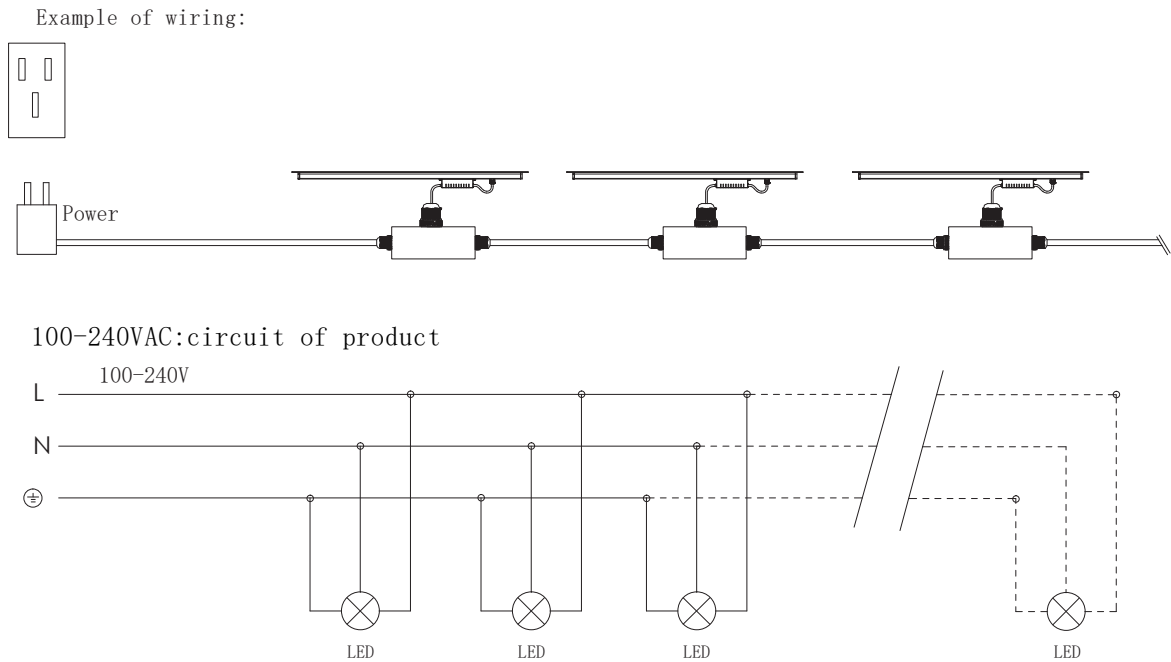 Example of wiring:
Power
100-240VAC:circuit of product
100-240V
L
N
LED LED LED LED